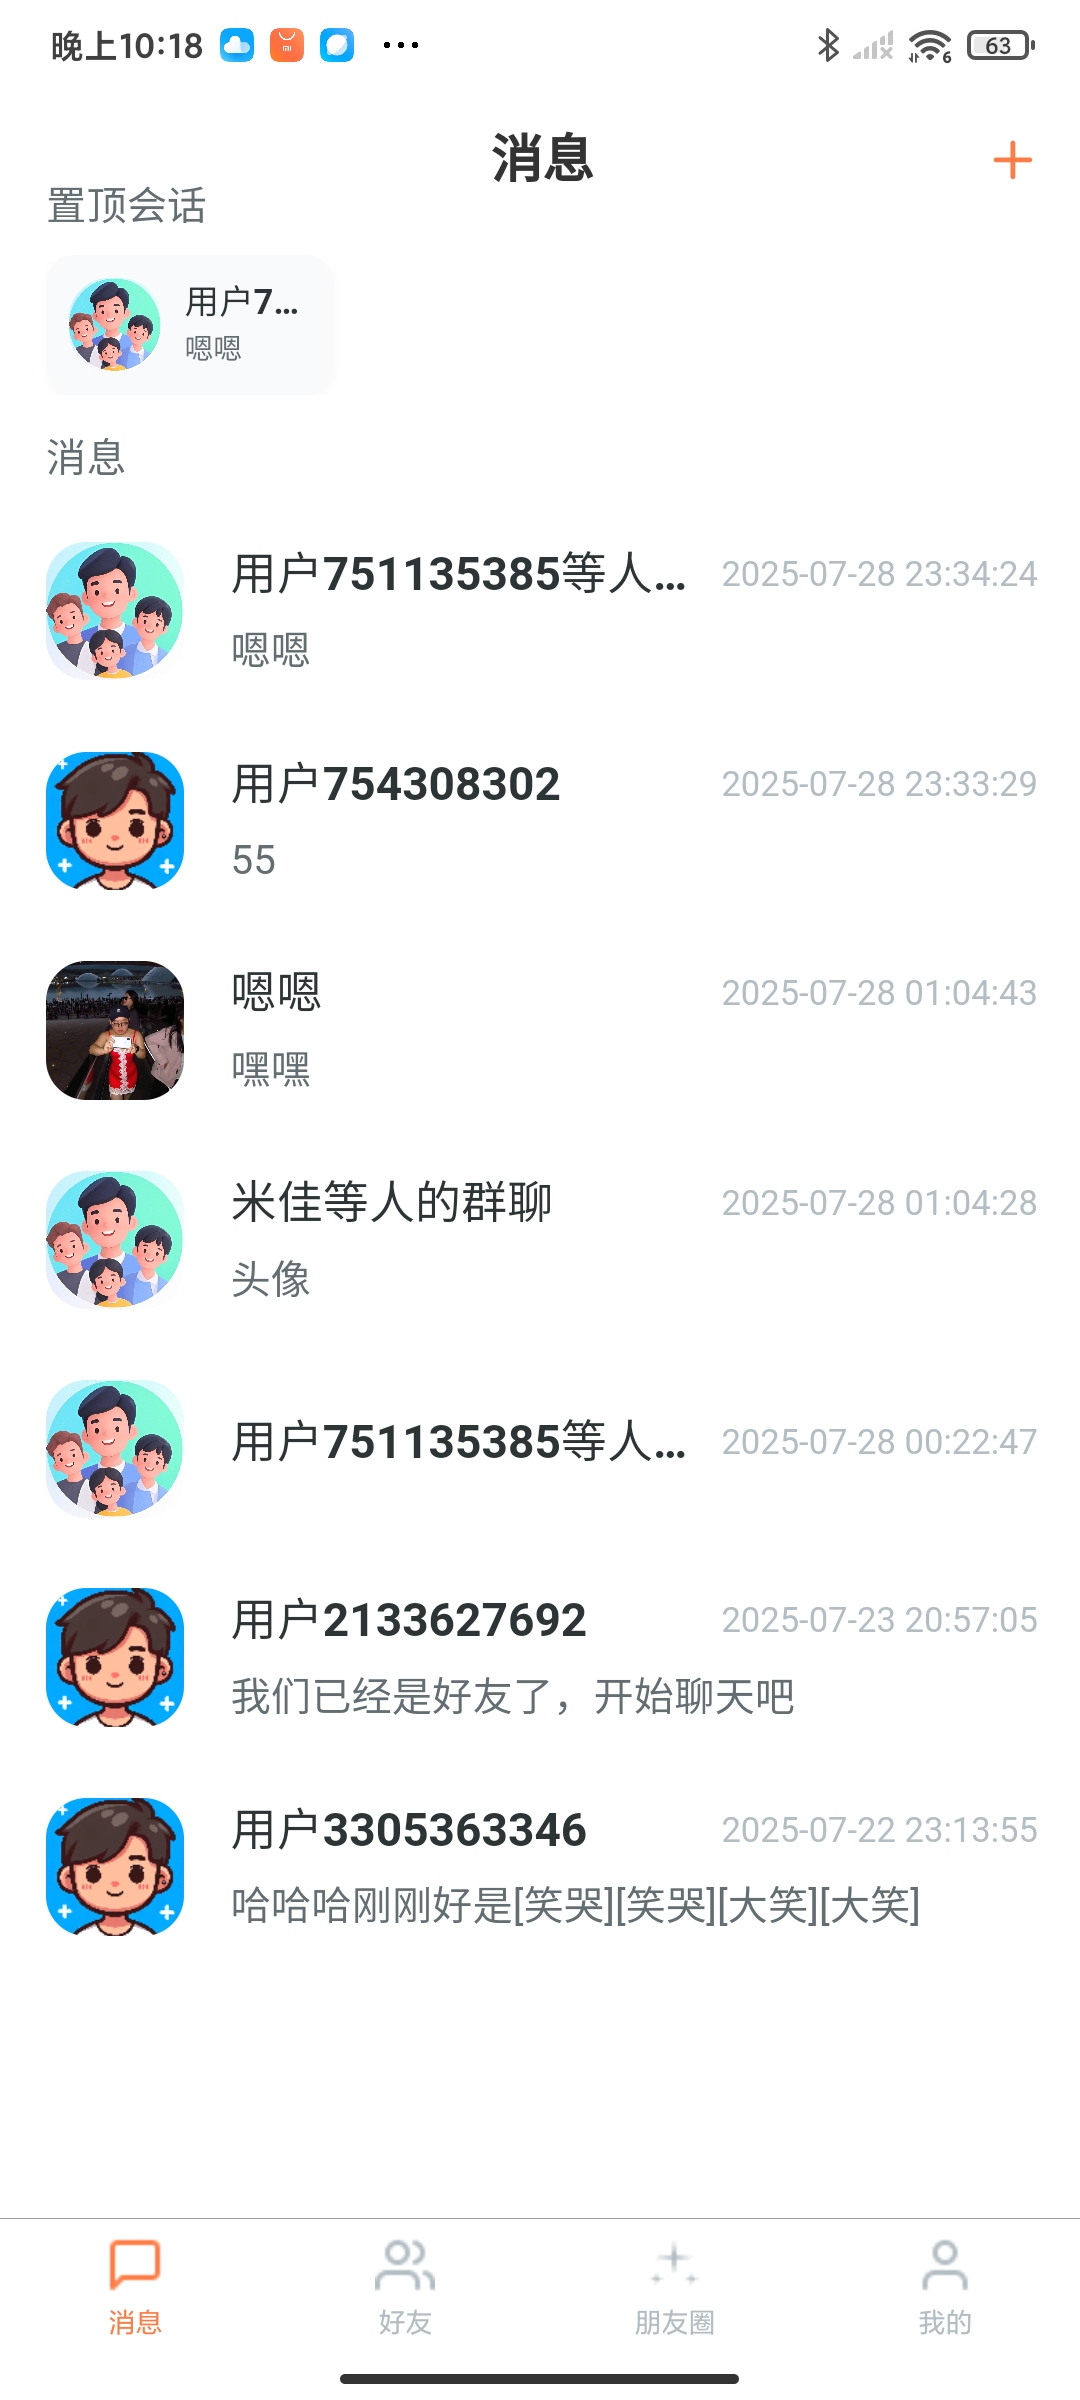 晚上10:18
63
消息
置顶会话
用户7...
嗯嗯
消息
用户751135385等人... 2025-07-28 23:34:24
嗯嗯
用户754308302 2025-07-28 23:33:29
55
嗯嗯 2025-07-28 01:04:43
嘿嘿
米佳等人的群聊 2025-07-28 01:04:28
头像
用户751135385等人... 2025-07-28 00:22:47
用户2133627692 2025-07-23 20:57:05
我们已经是好友了，开始聊天吧
用户3305363346 2025-07-22 23:13:55
哈哈哈刚刚好是[笑哭][笑哭][大笑][大笑]
消息 好友 朋友圈 我的